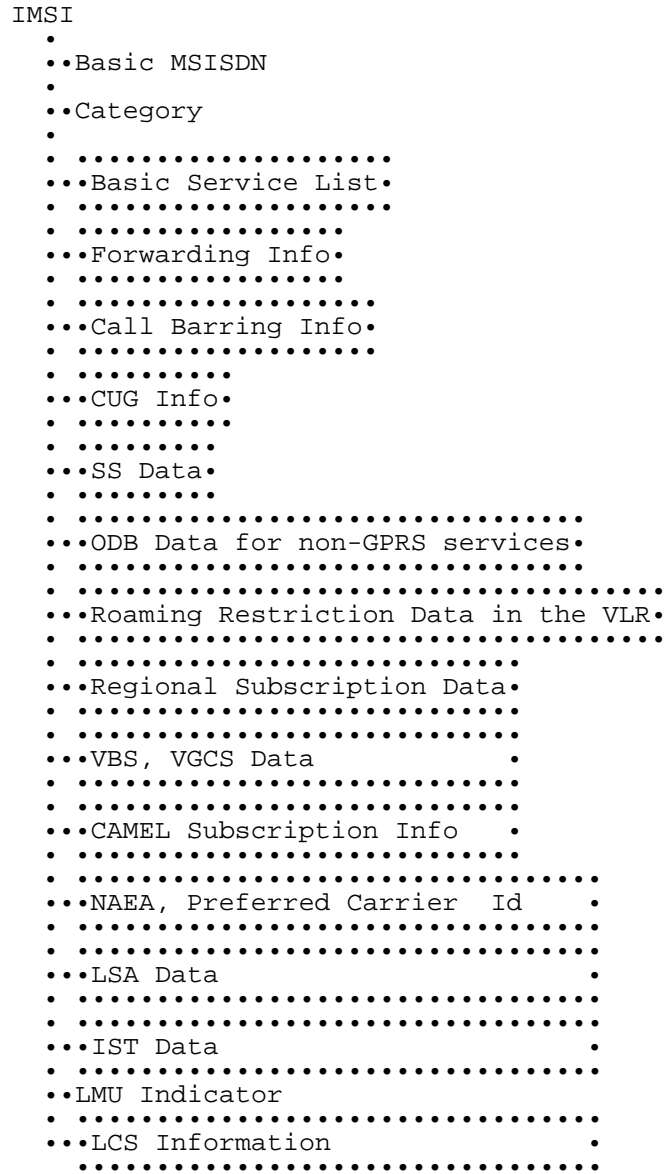 IMSI
Basic MSISDN
Category
Basic Service List
Forwarding Info
Call Barring Info
CUG Info
SS Data
ODB Data for non-GPRS services
Roaming Restriction Data in the VLR
Regional Subscription Data
VBS, VGCS Data
CAMEL Subscription Info
NAEA, Preferred Carrier Id
LSA Data
IST Data
LMU Indicator
LCS Information